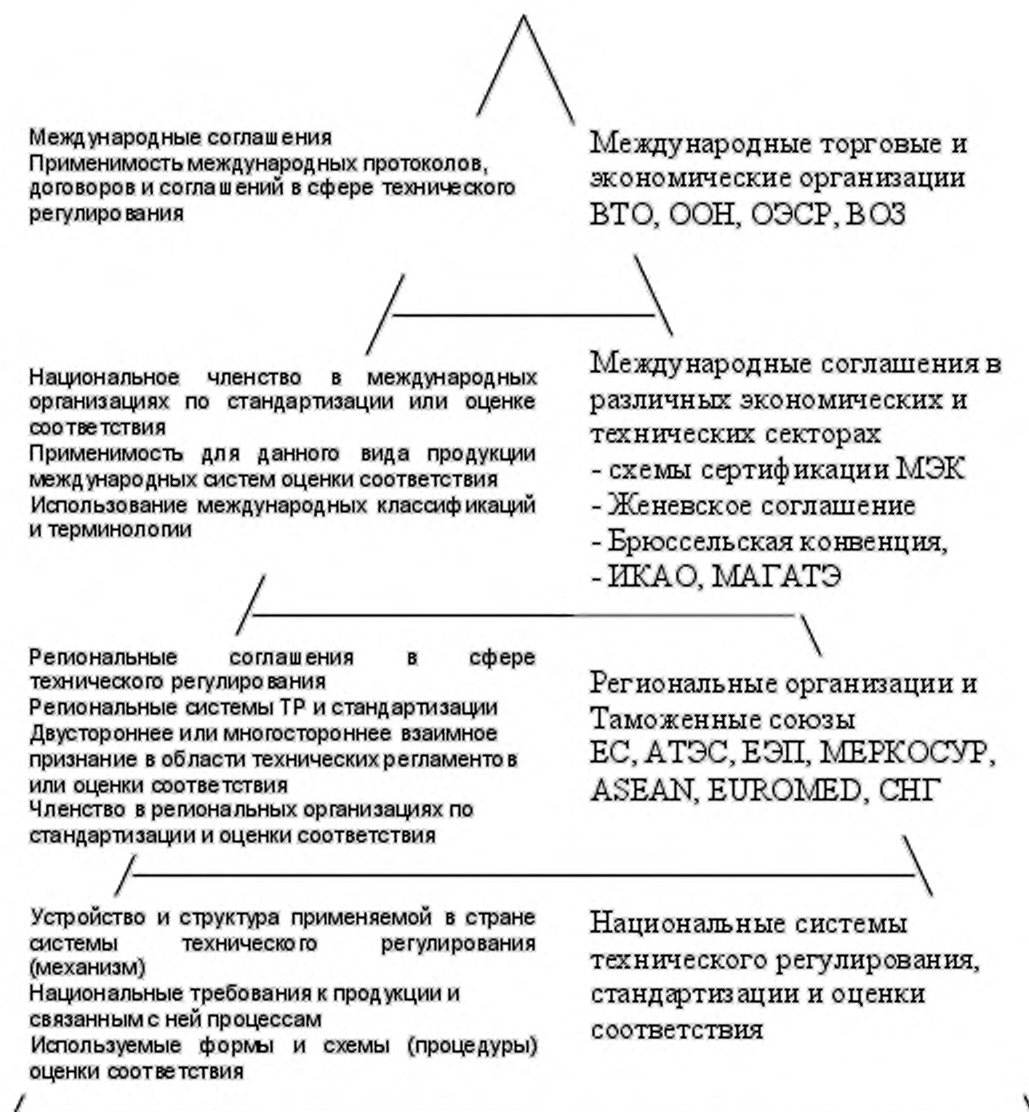 Международные соглашения
Применимость международных протоколов,
договоров и соглашений в сфере технического
регулирования
Международные торговые и
экономические организации
ВТО, ООН, ОЭСР, ВОЗ
Национальное членство в международных
организациях по стандартизации или оценке
соответствия
Применимость для данного вида продукции
международных систем оценки соответствия
Использование международных классификаций
и терминологии
Международные соглашения в
различных экономических и
технических секторах
- схемы сертификации МЭК
- Женевское соглашение
- Брюссельская конвенция,
- ИКАО, МАГАТЭ
Региональные соглашения в сфере
технического регулирования
Региональные системы ТР и стандартизации
Двустороннее или многостороннее взаимное
признание в области технических регламентов
или оценки соответствия
Членство в региональных организациях по
стандартизации и оценки соответствия
Региональные организации и
Таможенные союзы
ЕС, АТЭС, ЕЭП, МЕРКОСУР,
ASEAN, EUROMED, СНГ
Устройство и структура применяемой в стране
системы технического регулирования
(механизм)
Национальные требования к продукции и
связанным с ней процессам
Используемые формы и схемы (процедуры)
оценки соответствия
Национальные системы
технического регулирования,
стандартизации и оценки
соответствия